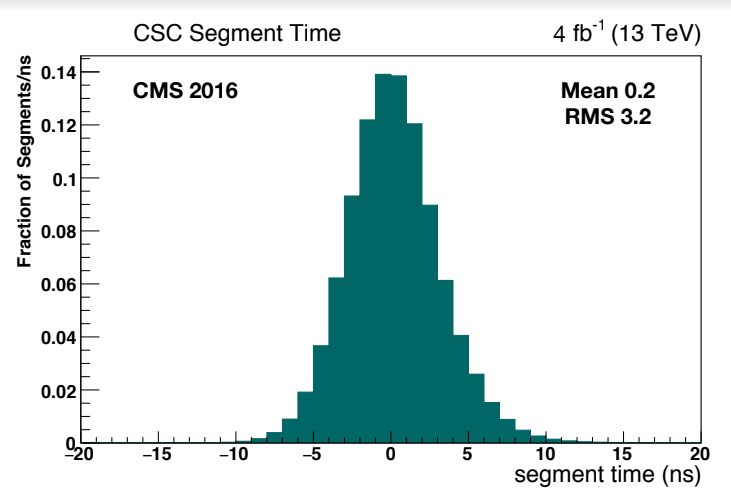 CSC Segment Time 4 fb-1 (13 TeV)
CMS 2016
Mean 0.2
RMS 3.2
Fraction of Segments/ns
0.14
0.12
0.1
0.08
0.06
0.04
0.02
0
−20 −15 −10 −5 0 5 10 15 20
segment time (ns)